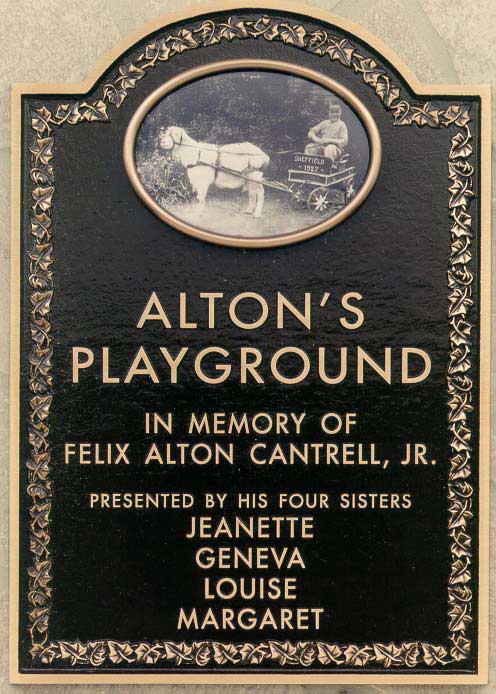 SHEFFIELD
- 1927 -
ALTON'S
PLAYGROUND
IN MEMORY OF
FELIX ALTON CANTRELL, JR.
PRESENTED BY HIS FOUR SISTERS
JEANETTE
GENEVA
LOUISE
MARGARET